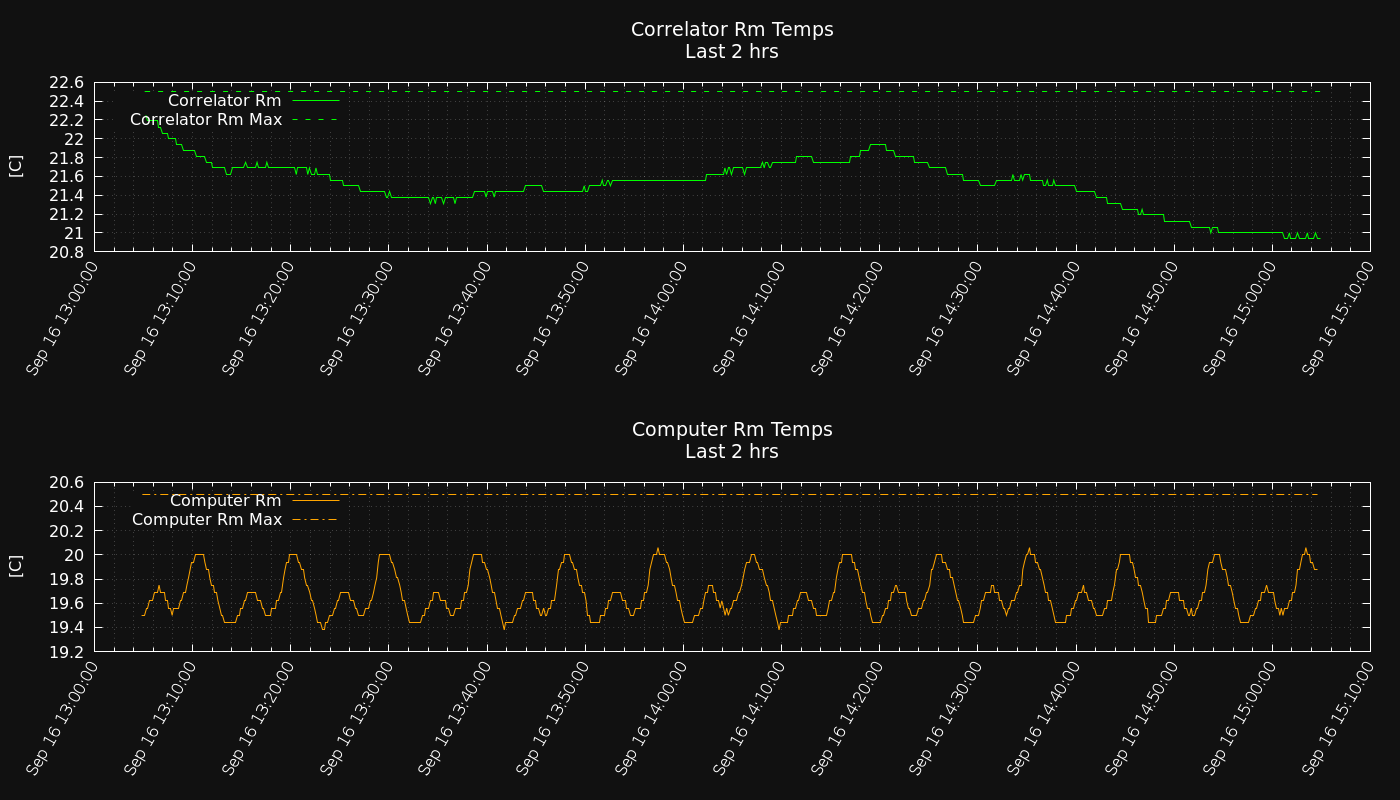 Correlator Rm Temps
Last 2 hrs
22.6
22.4
22.2
22
21.8
21.6
21.4
21.2
21
20.8
[C]
Correlator Rm
Correlator Rm Max
Sep 16 13:00:00
Sep 16 13:10:00
Sep 16 13:20:00
Sep 16 13:30:00
Sep 16 13:40:00
Sep 16 13:50:00
Sep 16 14:00:00
Sep 16 14:10:00
Sep 16 14:20:00
Sep 16 14:30:00
Sep 16 14:40:00
Sep 16 14:50:00
Sep 16 15:00:00
Sep 16 15:10:00
Computer Rm Temps
Last 2 hrs
20.6
20.4
20.2
20
19.8
19.6
19.4
19.2
[C]
Computer Rm
Computer Rm Max
Sep 16 13:00:00
Sep 16 13:10:00
Sep 16 13:20:00
Sep 16 13:30:00
Sep 16 13:40:00
Sep 16 13:50:00
Sep 16 14:00:00
Sep 16 14:10:00
Sep 16 14:20:00
Sep 16 14:30:00
Sep 16 14:40:00
Sep 16 14:50:00
Sep 16 15:00:00
Sep 16 15:10:00